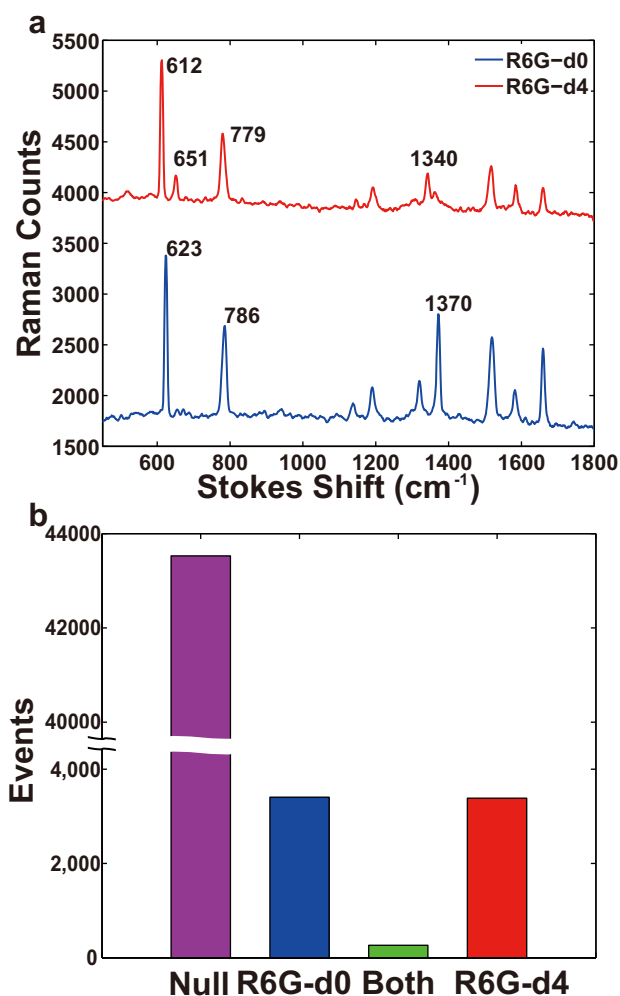 a
5500
5000
4500
4000
3500
3000
2500
2000
1500
Raman Counts
612
651
779
1340
R6G-d0
R6G-d4
623
786
1370
600 800 1000 1200 1400 1600 1800
Stokes Shift (cm⁻¹)
b
44000
42000
40000
4,000
2,000
0
Events
Null R6G-d0 Both R6G-d4